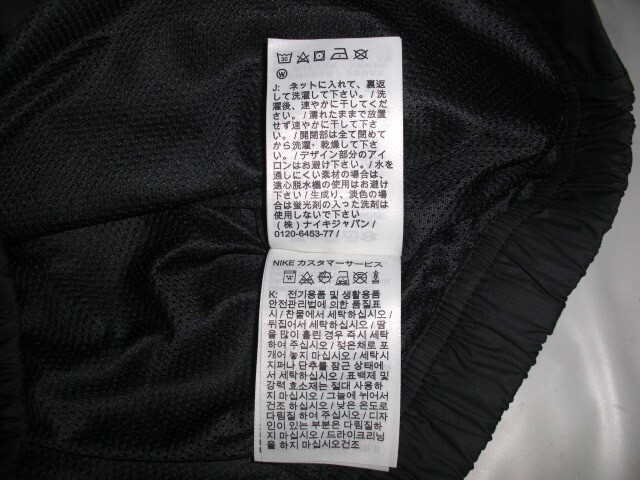 30
W
J: ネットに入れて、裏返
して洗濯して下さい。/ 洗
濯後、速やかに干してくだ
さい。/ 濡れたままで放置
せず速やかに干して下さ
い。/ 開閉部は全て閉めて
から洗濯・乾燥して下さ
い。/ デザイン部分のアイ
ロンはお避け下さい。/ 水を
通しにくい素材の場合は、
遠心脱水機の使用はお避け
下さい / 生成り、淡色の場
合は蛍光剤の入った洗剤は
使用しないで下さい
(株) ナイキジャパン /
0120-6453-77 /
NIKE カスタマーサービス
K: 전기용품 및 생활용품
안전관리법에 의한 품질표
시 / 찬물에서 세탁하십시오 /
뒤집어서 세탁하십시오 / 땀
을 많이 흘린 경우 즉시 세탁
하여 주십시오 / 젖은채로 포
개어 놓지 마십시오 / 세탁시
지퍼나 단추를 잠근 상태에
서 세탁하십시오 / 표백제 및
강력 효소제는 절대 사용하
지 마십시오 / 그늘에 뉘어서
건조 하십시오 / 낮은 온도로
다림질 하여 주십시오 / 디자
인이 있는 부분은 다림질 하
지 마십시오 / 드라이크리닝
을 하지 마십시오건조